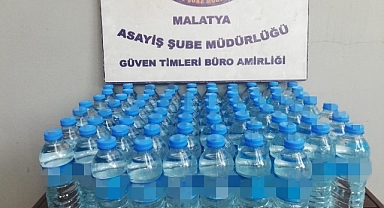 MALATYA
ASAYİŞ ŞUBE MÜDÜRLÜĞÜ
GÜVEN TİMLERİ BÜRO AMİRLİĞİ